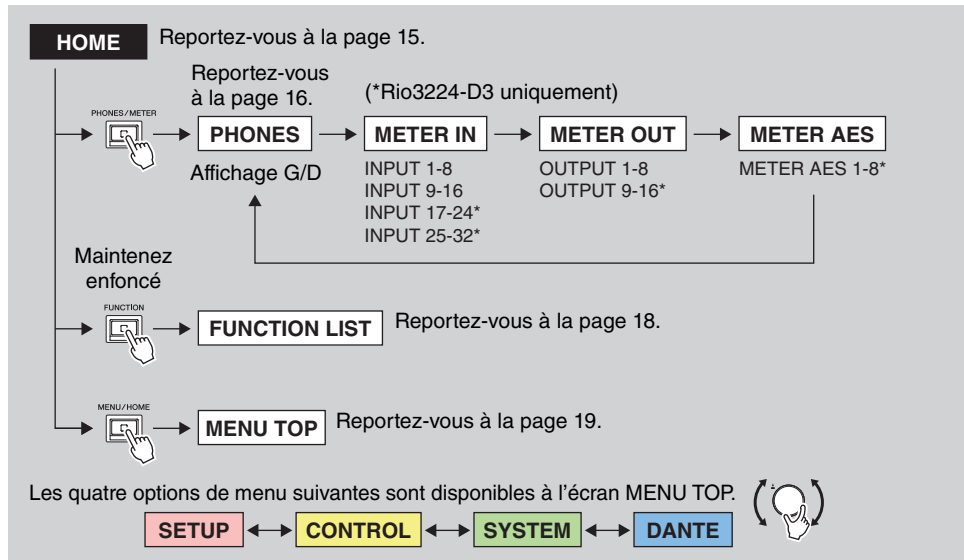 HOME Reportez-vous à la page 15.
Reportez-vous
à la page 16.
(*Rio3224-D3 uniquement)
PHONES/METER
PHONES METER IN METER OUT METER AES
Affichage G/D
INPUT 1-8
INPUT 9-16
INPUT 17-24*
INPUT 25-32*
OUTPUT 1-8
OUTPUT 9-16*
METER AES 1-8*
Maintenez
enfoncé
FUNCTION
FUNCTION LIST Reportez-vous à la page 18.
MENU/HOME
MENU TOP Reportez-vous à la page 19.
Les quatre options de menu suivantes sont disponibles à l’écran MENU TOP.
SETUP CONTROL SYSTEM DANTE